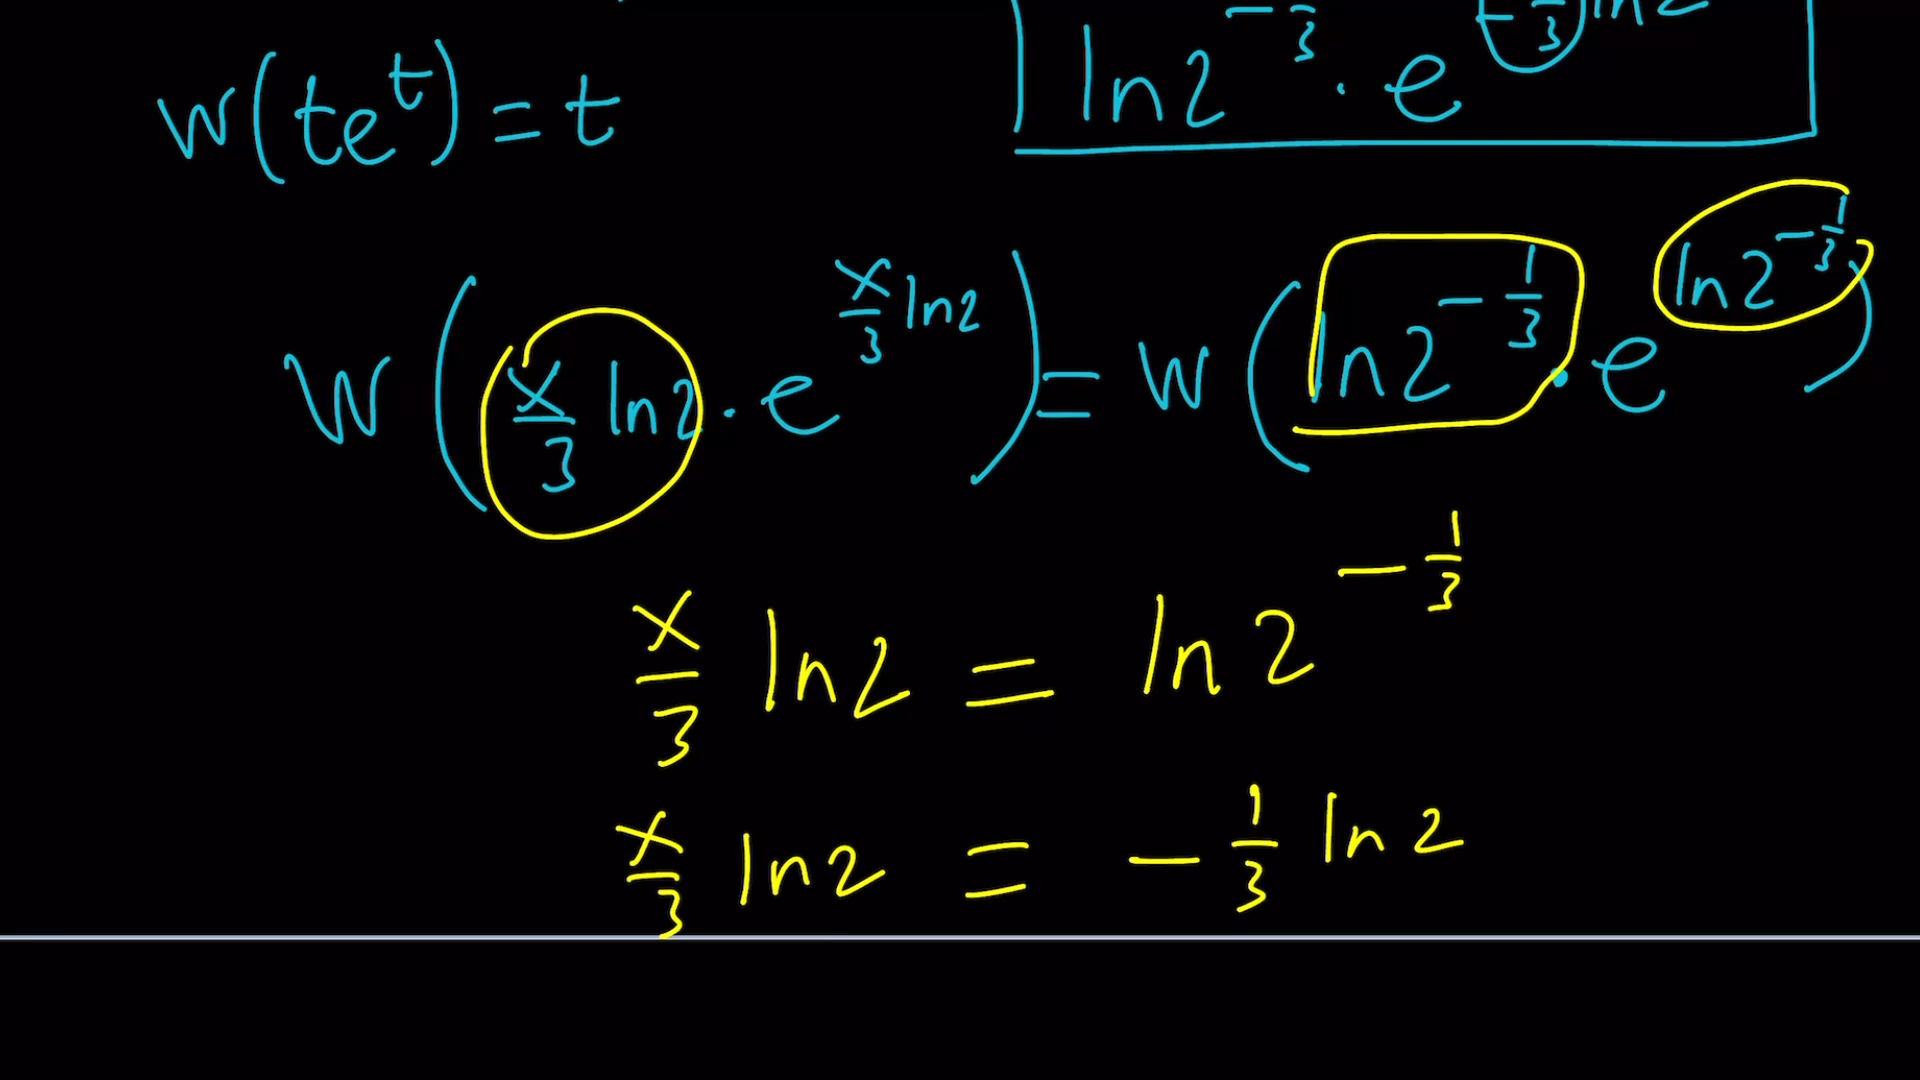 ln2^(-1/3) · e^(-1/3 ln2)
W(te^t) = t
W(x/3 ln2 · e^(x/3 ln2)) = W(ln2^(-1/3) · e^(ln2^(-1/3)))
x/3 ln2 = ln2^(-1/3)
x/3 ln2 = -1/3 ln2